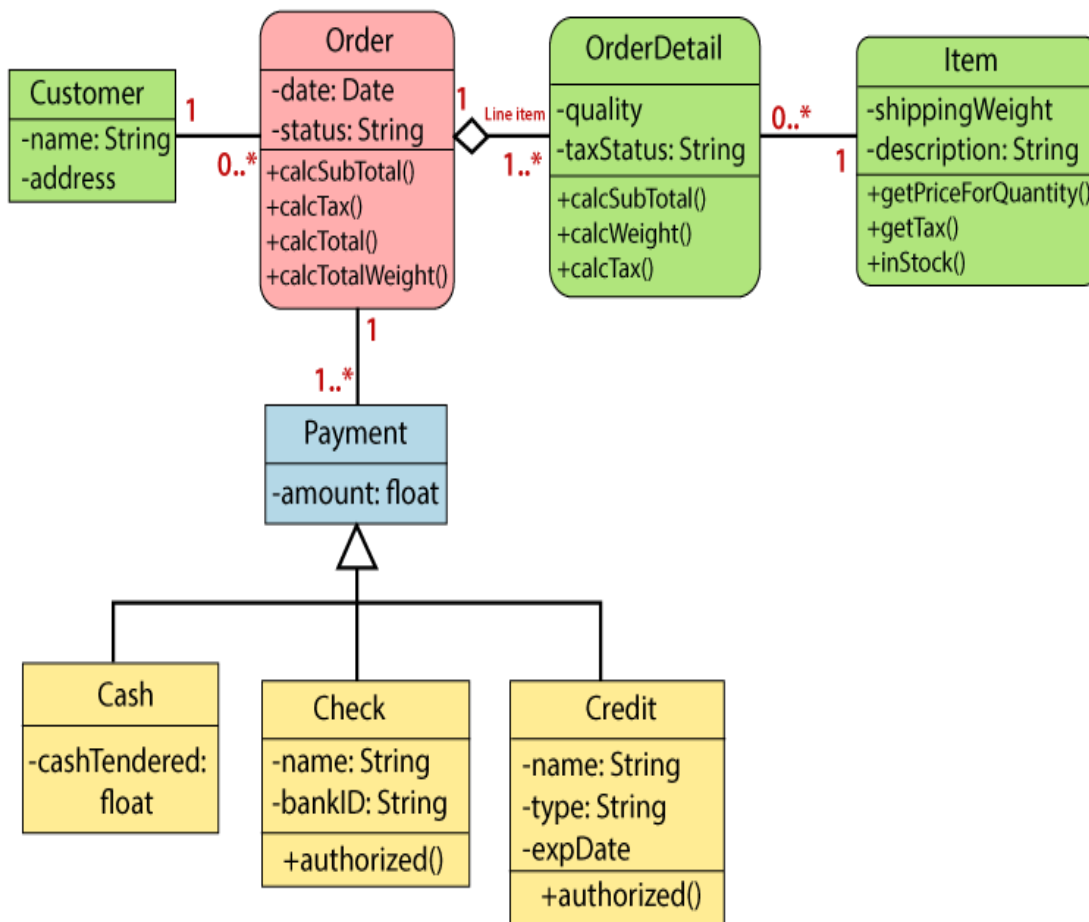 Customer
-name: String
-address
1
0..*
Order
-date: Date
-status: String
+calcSubTotal()
+calcTax()
+calcTotal()
+calcTotalWeight()
1
Line item
1..*
OrderDetail
-quality
-taxStatus: String
+calcSubTotal()
+calcWeight()
+calcTax()
0..*
1
Item
-shippingWeight
-description: String
+getPriceForQuantity()
+getTax()
+inStock()
1
1..*
Payment
-amount: float
Cash
-cashTendered:
float
Check
-name: String
-bankID: String
+authorized()
Credit
-name: String
-type: String
-expDate
+authorized()